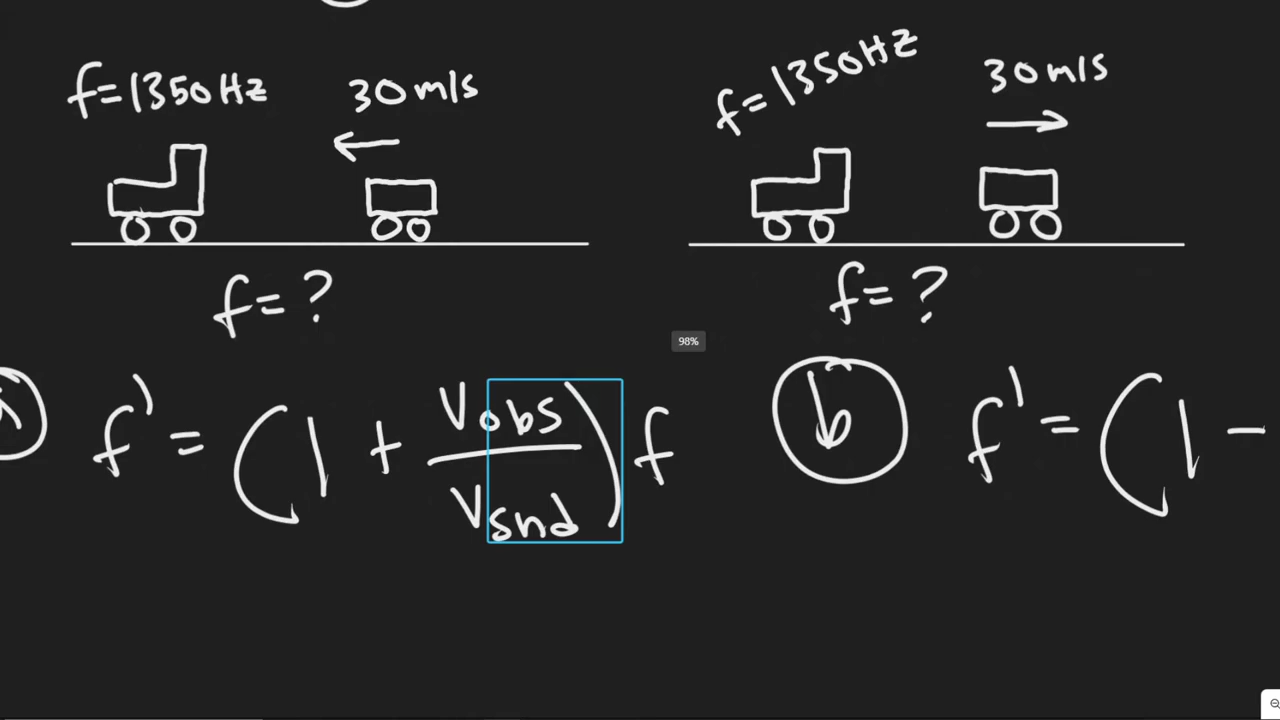 f=1350Hz 30m/s
f=1350Hz 30m/s
f=?
f=?
98%
f' = (1 + Vobs/Vsnd) f
b f' = (1 -